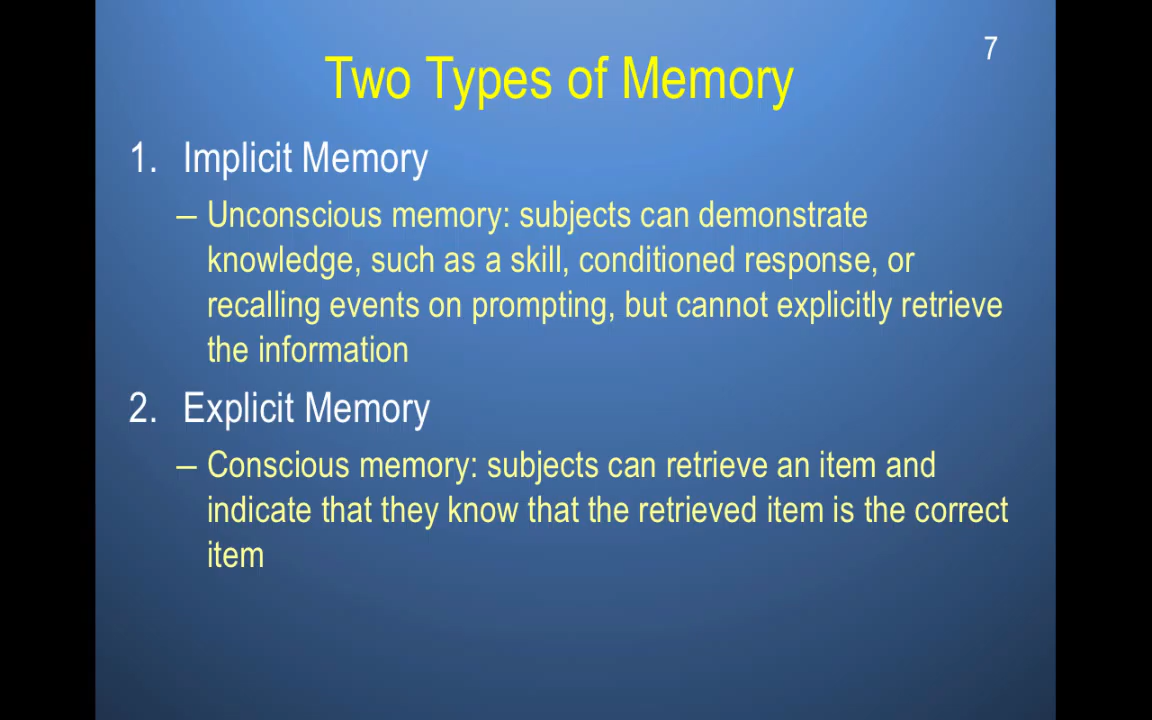 7
Two Types of Memory
1. Implicit Memory
– Unconscious memory: subjects can demonstrate
knowledge, such as a skill, conditioned response, or
recalling events on prompting, but cannot explicitly retrieve
the information
2. Explicit Memory
– Conscious memory: subjects can retrieve an item and
indicate that they know that the retrieved item is the correct
item